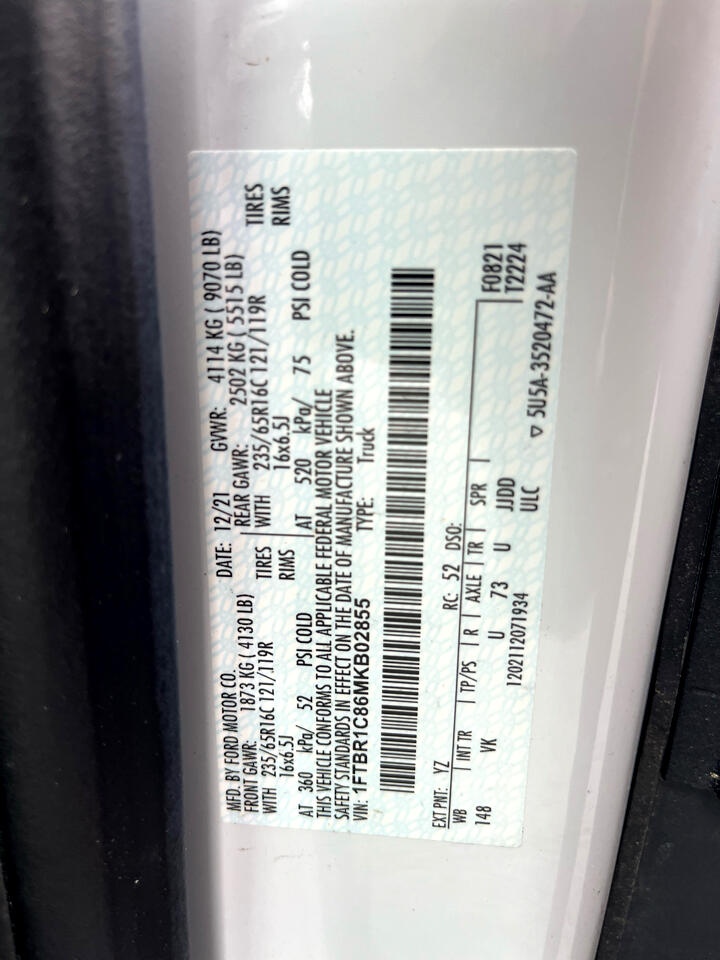 MFD. BY FORD MOTOR CO.
DATE: 12/21 GVWR: 4114 KG ( 9070 LB)
FRONT GAWR: 1873 KG ( 4130 LB)
REAR GAWR: 2502 KG ( 5515 LB)
WITH 235/65R16C 121/119R TIRES
WITH 235/65R16C 121/119R TIRES
16x6.5J RIMS
16x6.5J RIMS
AT 360 kPa/ 52 PSI COLD
AT 520 kPa/ 75 PSI COLD
THIS VEHICLE CONFORMS TO ALL APPLICABLE FEDERAL MOTOR VEHICLE
SAFETY STANDARDS IN EFFECT ON THE DATE OF MANUFACTURE SHOWN ABOVE.
VIN: 1FTBR1C86MKB02855 TYPE: Truck
EXT PNT: YZ RC: 52 DSO: F0821
WB INT TR TP/PS R AXLE TR SPR T2224
148 VK U 73 U JJDD
1202112071934 ULC ▽ 5U5A-3520472-AA